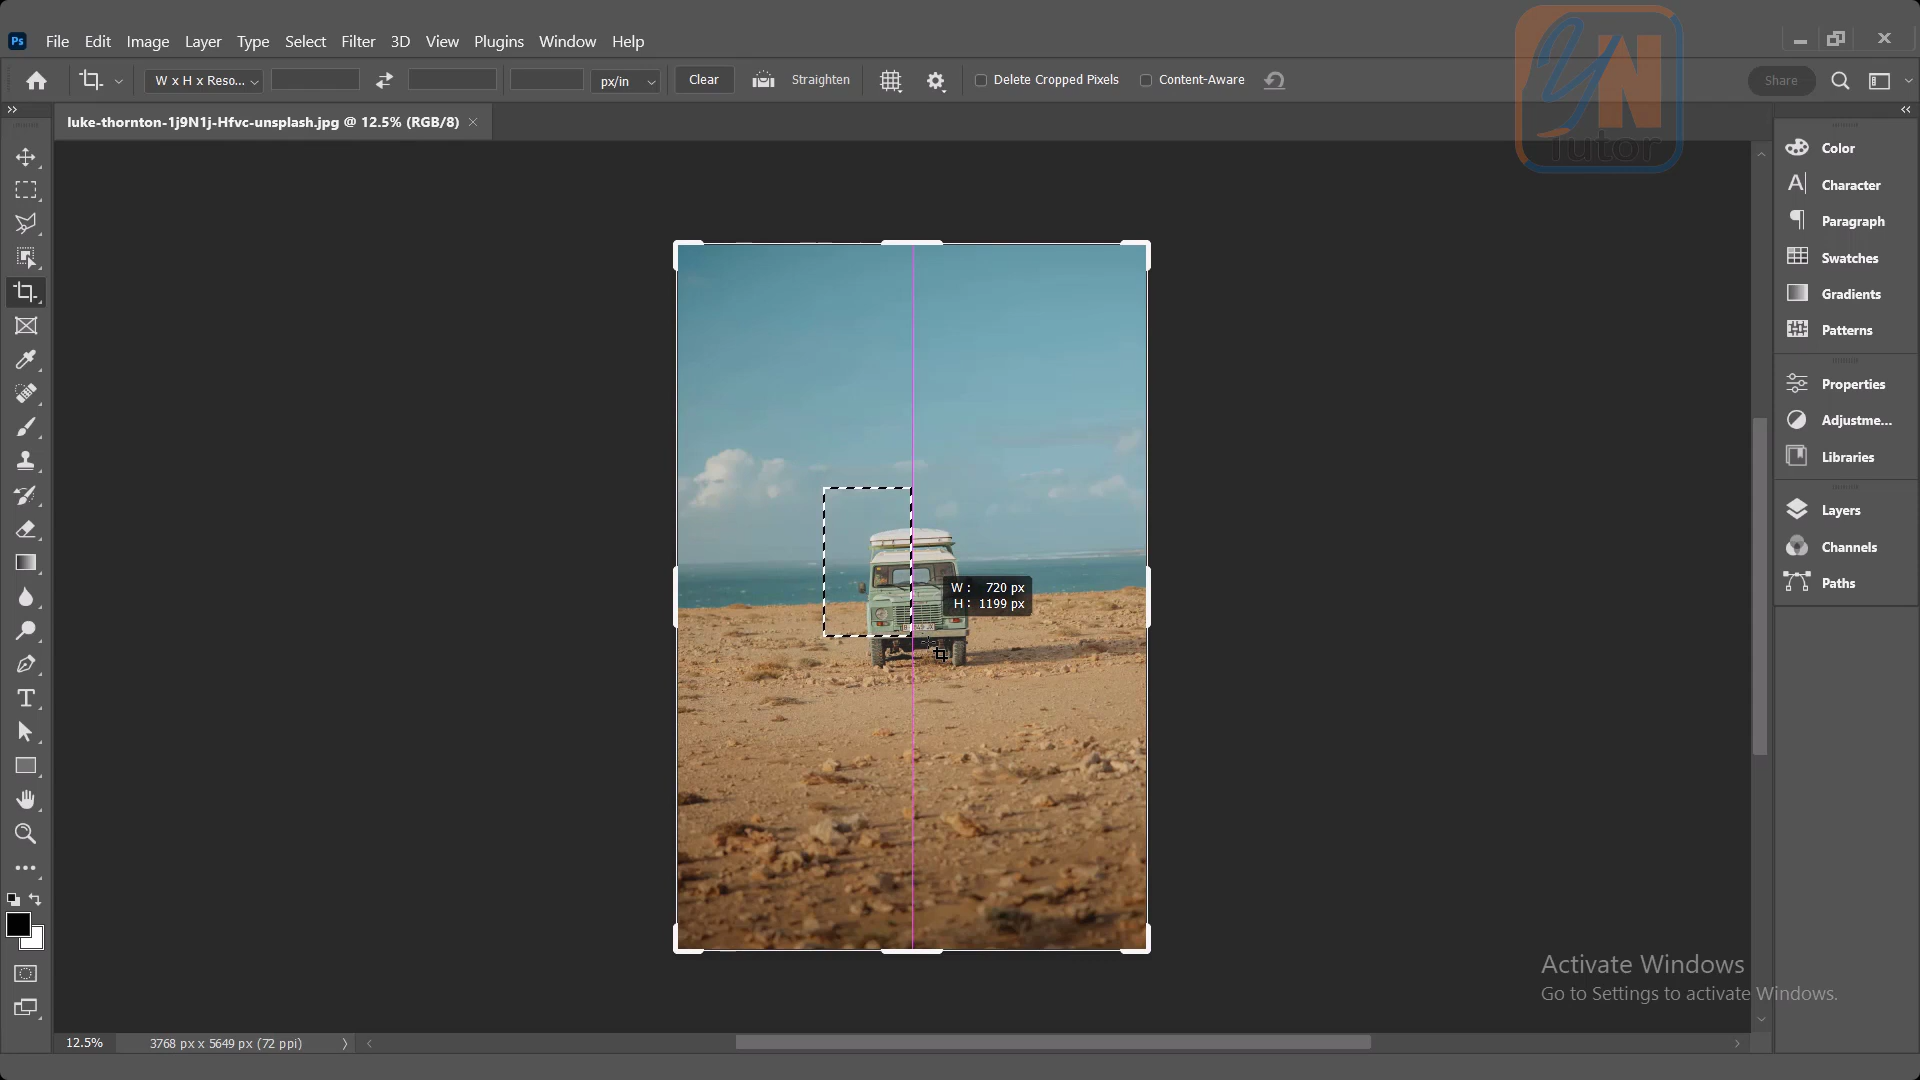 Ps File Edit Image Layer Type Select Filter 3D View Plugins Window Help
YN
Tutor
W x H x Reso... px/in Clear Straighten Delete Cropped Pixels Content-Aware Share
luke-thornton-1j9N1j-Hfvc-unsplash.jpg @ 12.5% (RGB/8)
Color
Character
Paragraph
Swatches
Gradients
Patterns
Properties
Adjustme...
Libraries
Layers
Channels
Paths
W: 720 px
H: 1199 px
Activate Windows
Go to Settings to activate Windows.
12.5% 3768 px x 5649 px (72 ppi)